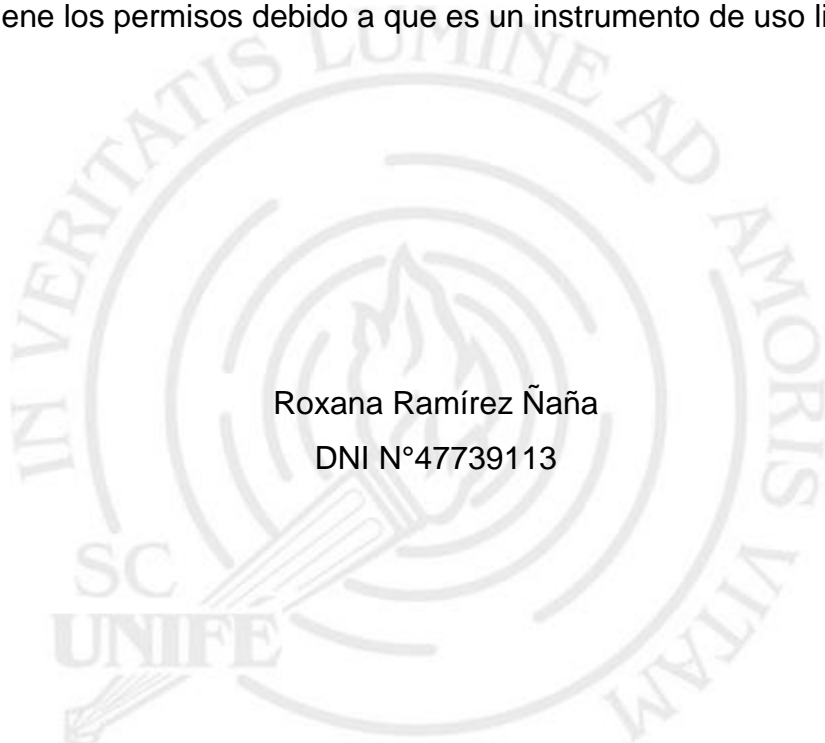 ene los permisos debido a que es un instrumento de uso li
Roxana Ramírez Ñaña
DNI N°47739113
IN VERITATIS LUMINE AD AMORIS VITAM
SC
UNIFE